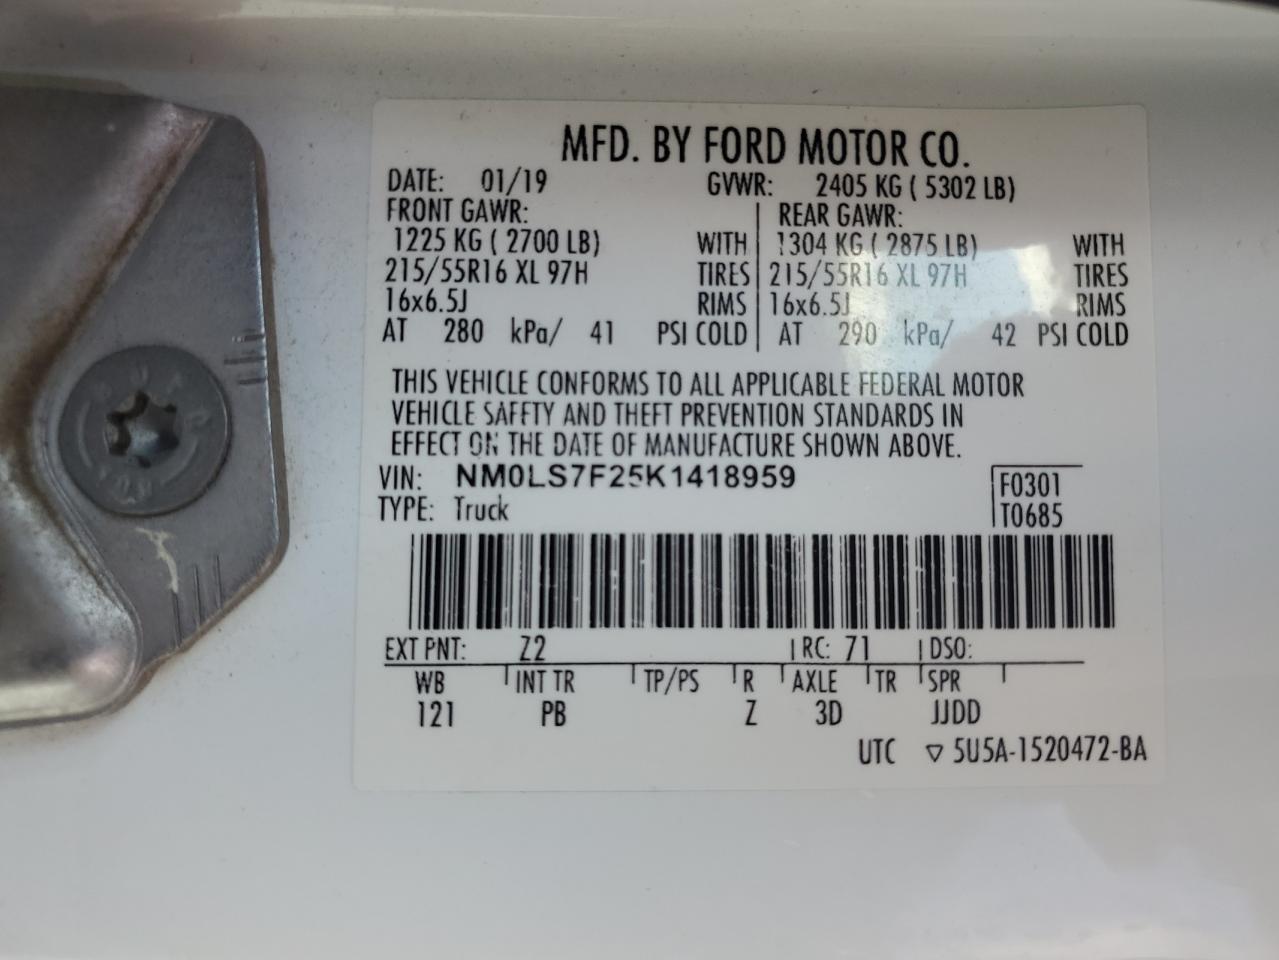 MFD. BY FORD MOTOR CO.
DATE: 01/19 GVWR: 2405 KG ( 5302 LB)
FRONT GAWR: REAR GAWR:
1225 KG ( 2700 LB) WITH 1304 KG ( 2875 LB) WITH
215/55R16 XL 97H TIRES 215/55R16 XL 97H TIRES
16x6.5J RIMS 16x6.5J RIMS
AT 280 kPa/ 41 PSI COLD AT 290 kPa/ 42 PSI COLD
THIS VEHICLE CONFORMS TO ALL APPLICABLE FEDERAL MOTOR
VEHICLE SAFETY AND THEFT PREVENTION STANDARDS IN
EFFECT ON THE DATE OF MANUFACTURE SHOWN ABOVE.
VIN: NM0LS7F25K1418959 F0301
TYPE: Truck T0685
EXT PNT: Z2 RC: 71 DSO:
WB INT TR TP/PS R AXLE TR SPR
121 PB Z 3D JJDD
UTC ▽ 5U5A-1520472-BA